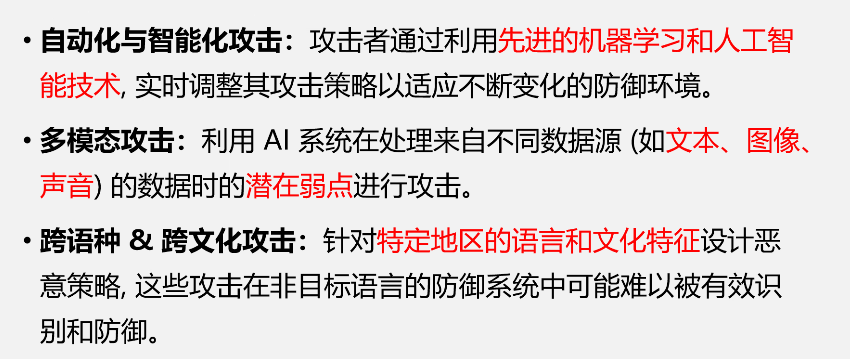 • 自动化与智能化攻击：攻击者通过利用先进的机器学习和人工智
能技术, 实时调整其攻击策略以适应不断变化的防御环境。
• 多模态攻击：利用 AI 系统在处理来自不同数据源 (如文本、图像、
声音) 的数据时的潜在弱点进行攻击。
• 跨语种 & 跨文化攻击：针对特定地区的语言和文化特征设计恶
意策略, 这些攻击在非目标语言的防御系统中可能难以被有效识
别和防御。